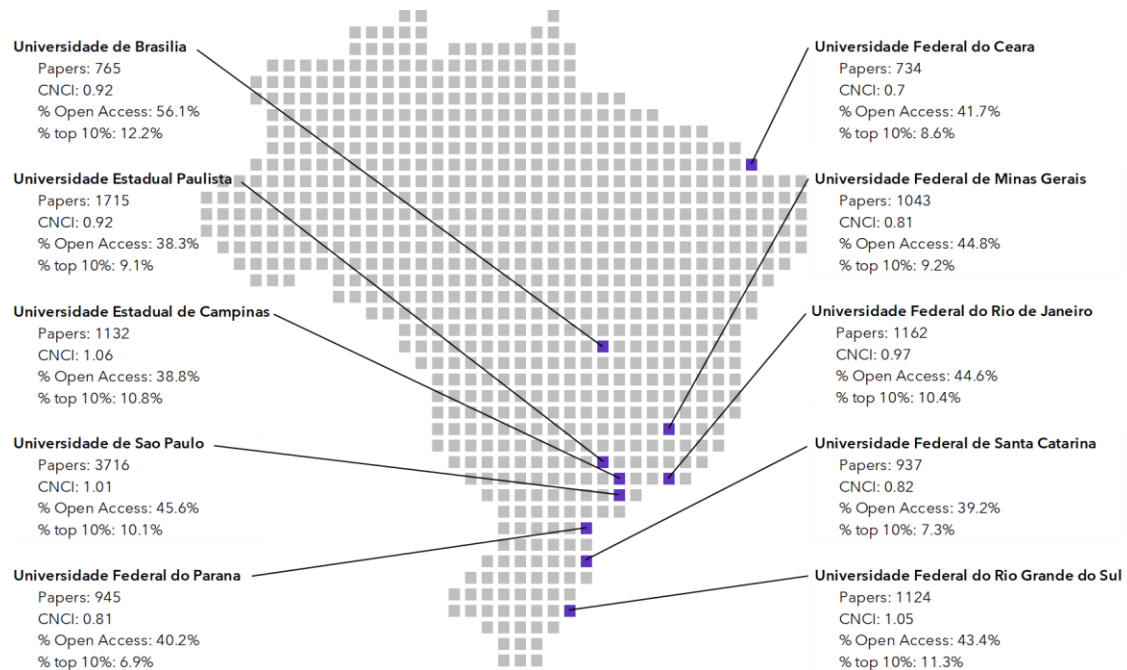 Universidade de Brasilia
Papers: 765
CNCI: 0.92
% Open Access: 56.1%
% top 10%: 12.2%
Universidade Estadual Paulista
Papers: 1715
CNCI: 0.92
% Open Access: 38.3%
% top 10%: 9.1%
Universidade Estadual de Campinas
Papers: 1132
CNCI: 1.06
% Open Access: 38.8%
% top 10%: 10.8%
Universidade de Sao Paulo
Papers: 3716
CNCI: 1.01
% Open Access: 45.6%
% top 10%: 10.1%
Universidade Federal do Parana
Papers: 945
CNCI: 0.81
% Open Access: 40.2%
% top 10%: 6.9%
Universidade Federal do Ceara
Papers: 734
CNCI: 0.7
% Open Access: 41.7%
% top 10%: 8.6%
Universidade Federal de Minas Gerais
Papers: 1043
CNCI: 0.81
% Open Access: 44.8%
% top 10%: 9.2%
Universidade Federal do Rio de Janeiro
Papers: 1162
CNCI: 0.97
% Open Access: 44.6%
% top 10%: 10.4%
Universidade Federal de Santa Catarina
Papers: 937
CNCI: 0.82
% Open Access: 39.2%
% top 10%: 7.3%
Universidade Federal do Rio Grande do Sul
Papers: 1124
CNCI: 1.05
% Open Access: 43.4%
% top 10%: 11.3%